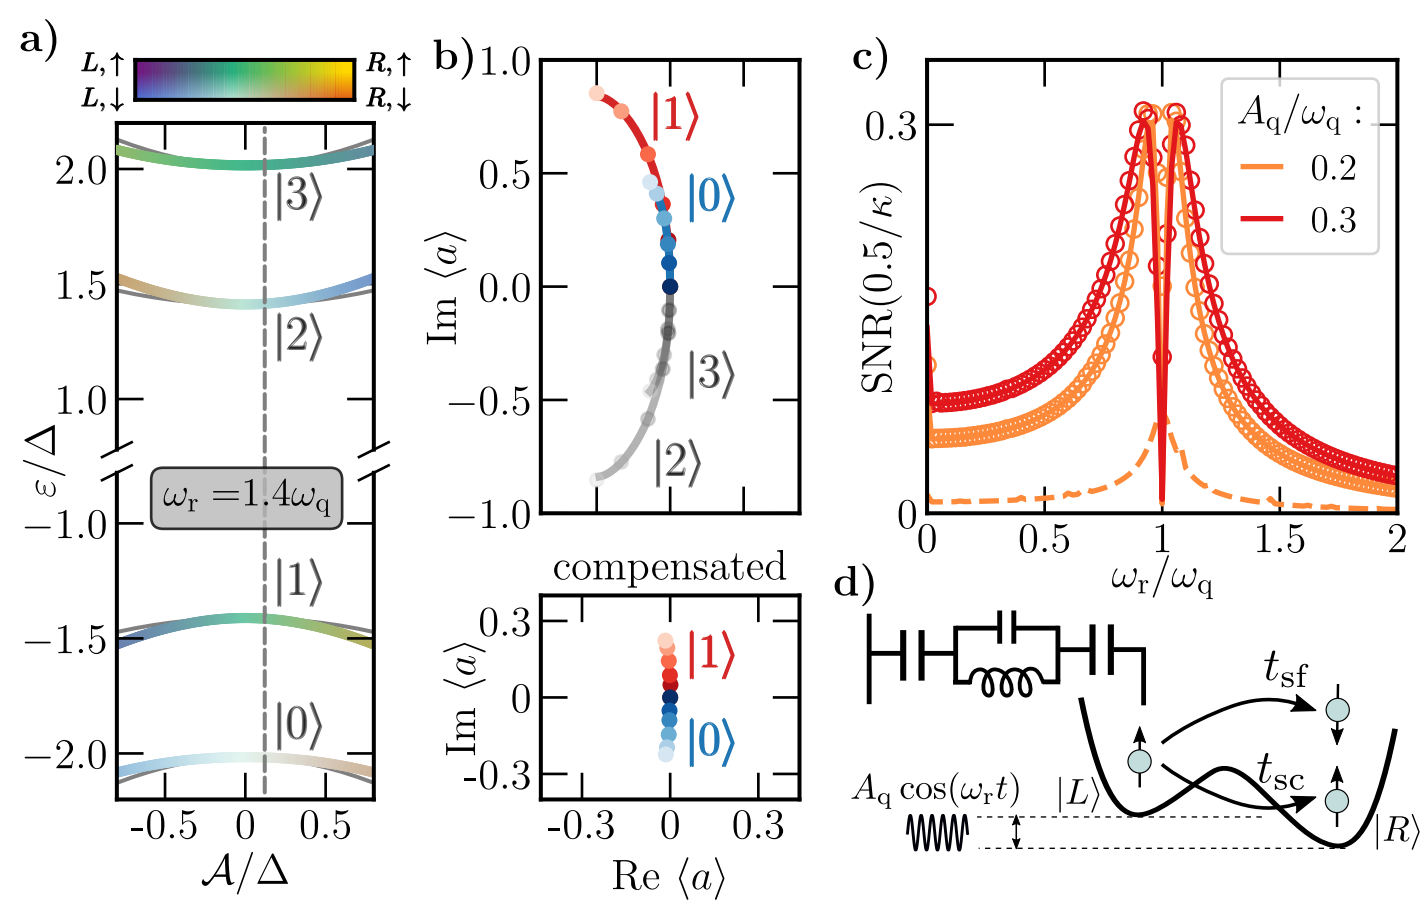 a)
L,↑
R,↑
L,↓
R,↓
2.0
1.5
1.0
−1.0
−1.5
−2.0
ε/Δ
|3⟩
|2⟩
ω_r = 1.4ω_q
|1⟩
|0⟩
-0.5
0
0.5
𝒜/Δ
b)
1.0
0.5
0.0
−0.5
−1.0
Im ⟨a⟩
|1⟩
|0⟩
|3⟩
|2⟩
compensated
0.3
0
-0.3
Im ⟨a⟩
|1⟩
|0⟩
-0.3
0
0.3
Re ⟨a⟩
c)
0.3
0
SNR(0.5/κ)
A_q/ω_q :
0.2
0.3
0
0.5
1
1.5
2
ω_r/ω_q
d)
t_sf
t_sc
A_q cos(ω_r t)
|L⟩
|R⟩